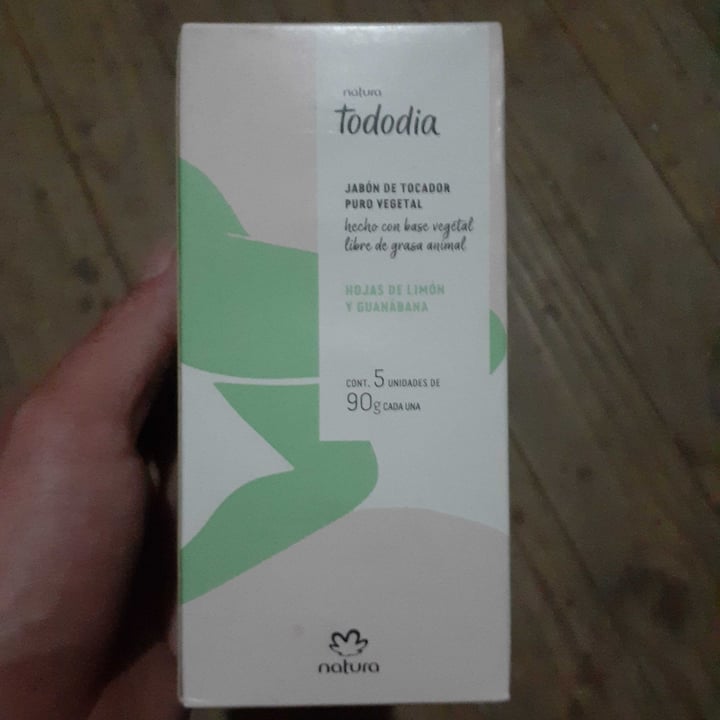 natura
tododia
JABÓN DE TOCADOR
PURO VEGETAL
hecho con base vegetal
libre de grasa animal
HOJAS DE LIMÓN
Y GUANÁBANA
CONT. 5 UNIDADES DE
90g CADA UNA
natura